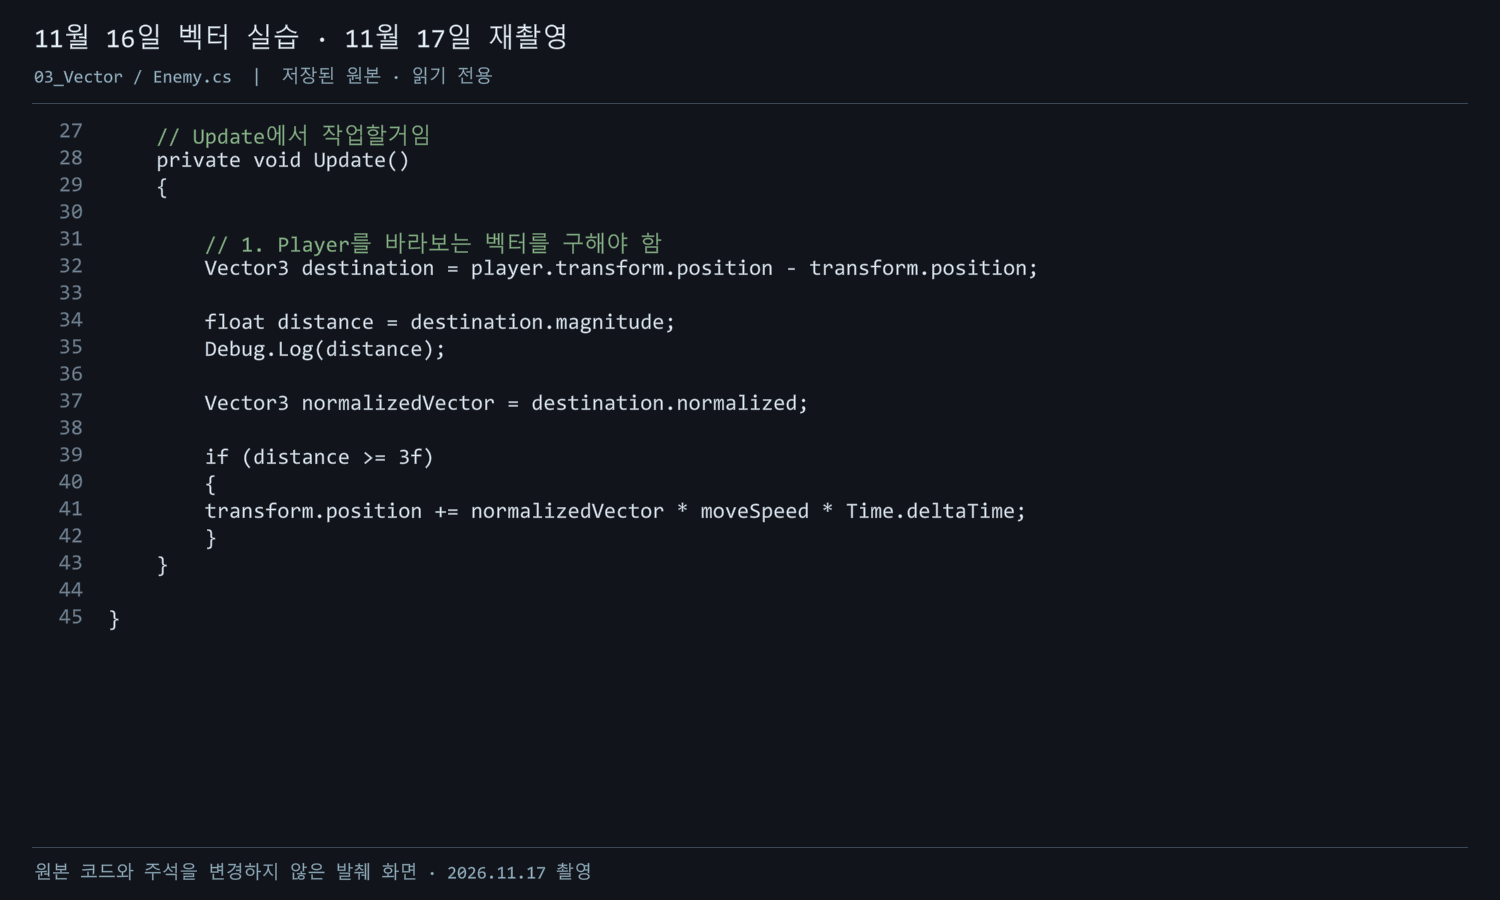 11월 16일 벡터 실습 · 11월 17일 재촬영
03_Vector / Enemy.cs | 저장된 원본 · 읽기 전용
27 // Update에서 작업할거임
28 private void Update()
29 {
30
31 // 1. Player를 바라보는 벡터를 구해야 함
32 Vector3 destination = player.transform.position - transform.position;
33
34 float distance = destination.magnitude;
35 Debug.Log(distance);
36
37 Vector3 normalizedVector = destination.normalized;
38
39 if (distance >= 3f)
40 {
41 transform.position += normalizedVector * moveSpeed * Time.deltaTime;
42 }
43 }
44
45 }
원본 코드와 주석을 변경하지 않은 발췌 화면 · 2026.11.17 촬영